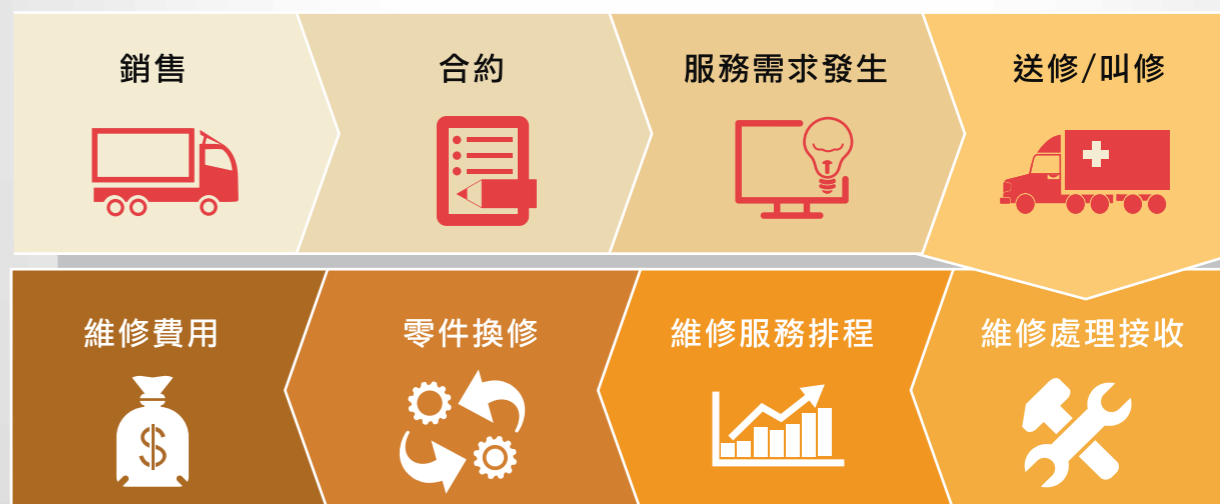 銷售
合約
服務需求發生
送修/叫修
維修處理接收
維修服務排程
零件換修
維修費用
$